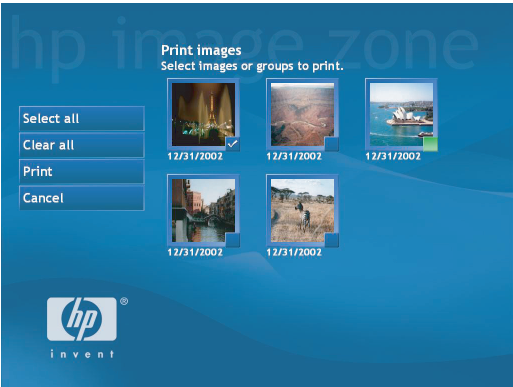 hp image zone
Print images
Select images or groups to print.
Select all
Clear all
Print
Cancel
12/31/2002 12/31/2002 12/31/2002
12/31/2002 12/31/2002
hp ®
invent